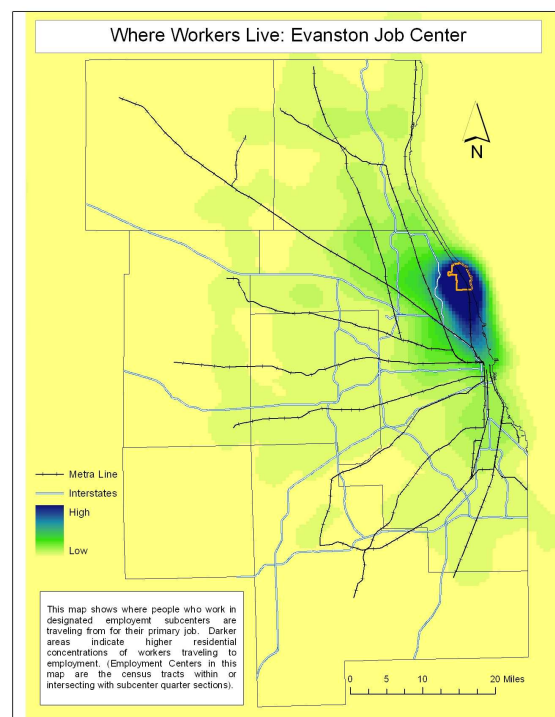 Where Workers Live: Evanston Job Center
N
Metra Line
Interstates
High
Low
This map shows where people who work in
designated employemt subcenters are
traveling from for their primary job. Darker
areas indicate higher residential
concentrations of workers traveling to
employment. (Employment Centers in this
map are the census tracts within or
intersecting with subcenter quarter sections).
0 5 10 20 Miles